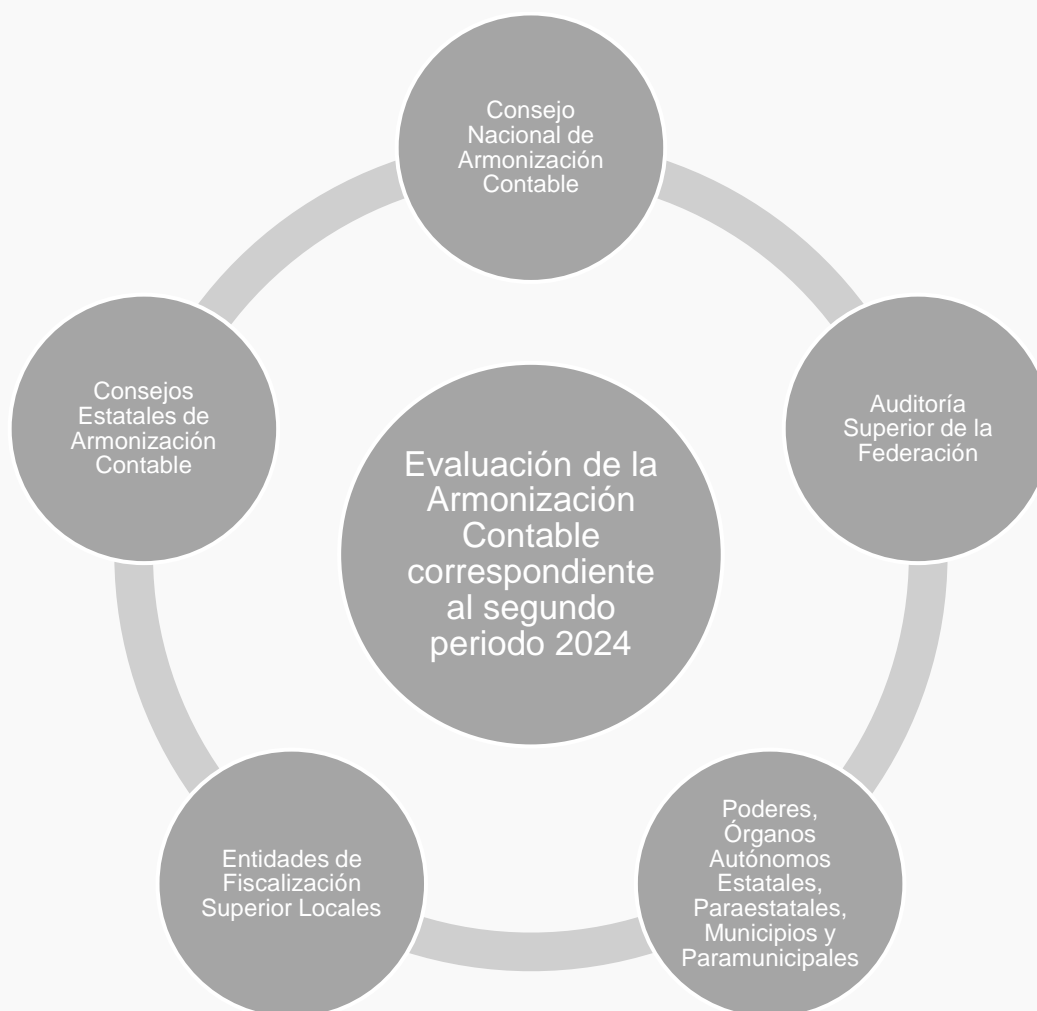 Consejo
Nacional de
Armonización
Contable
Consejos
Estatales de
Armonización
Contable
Auditoría
Superior de la
Federación
Evaluación de la
Armonización
Contable
correspondiente
al segundo
periodo 2024
Entidades de
Fiscalización
Superior Locales
Poderes,
Órganos
Autónomos
Estatales,
Paraestatales,
Municipios y
Paramunicipales